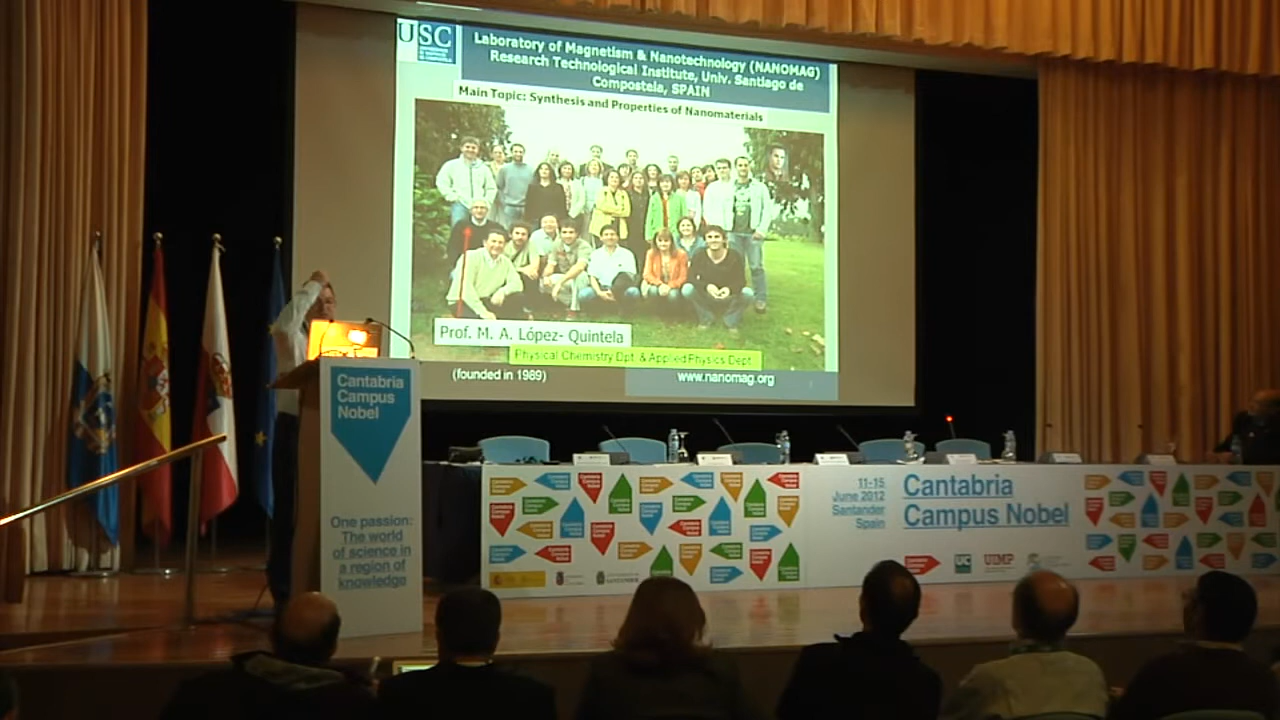 USC
Laboratory of Magnetism & Nanotechnology (NANOMAG)
Research Technological Institute, Univ. Santiago de
Compostela, SPAIN
Main Topic: Synthesis and Properties of Nanomaterials
Prof. M. A. López- Quintela
Physical Chemistry Dpt. & Applied Physics Dept.
(founded in 1989)
www.nanomag.org
Cantabria
Campus
Nobel
One passion:
The world
of science in
a region of
knowledge
11-15
June 2012
Santander
Spain
Cantabria
Campus Nobel
UC
UIMP